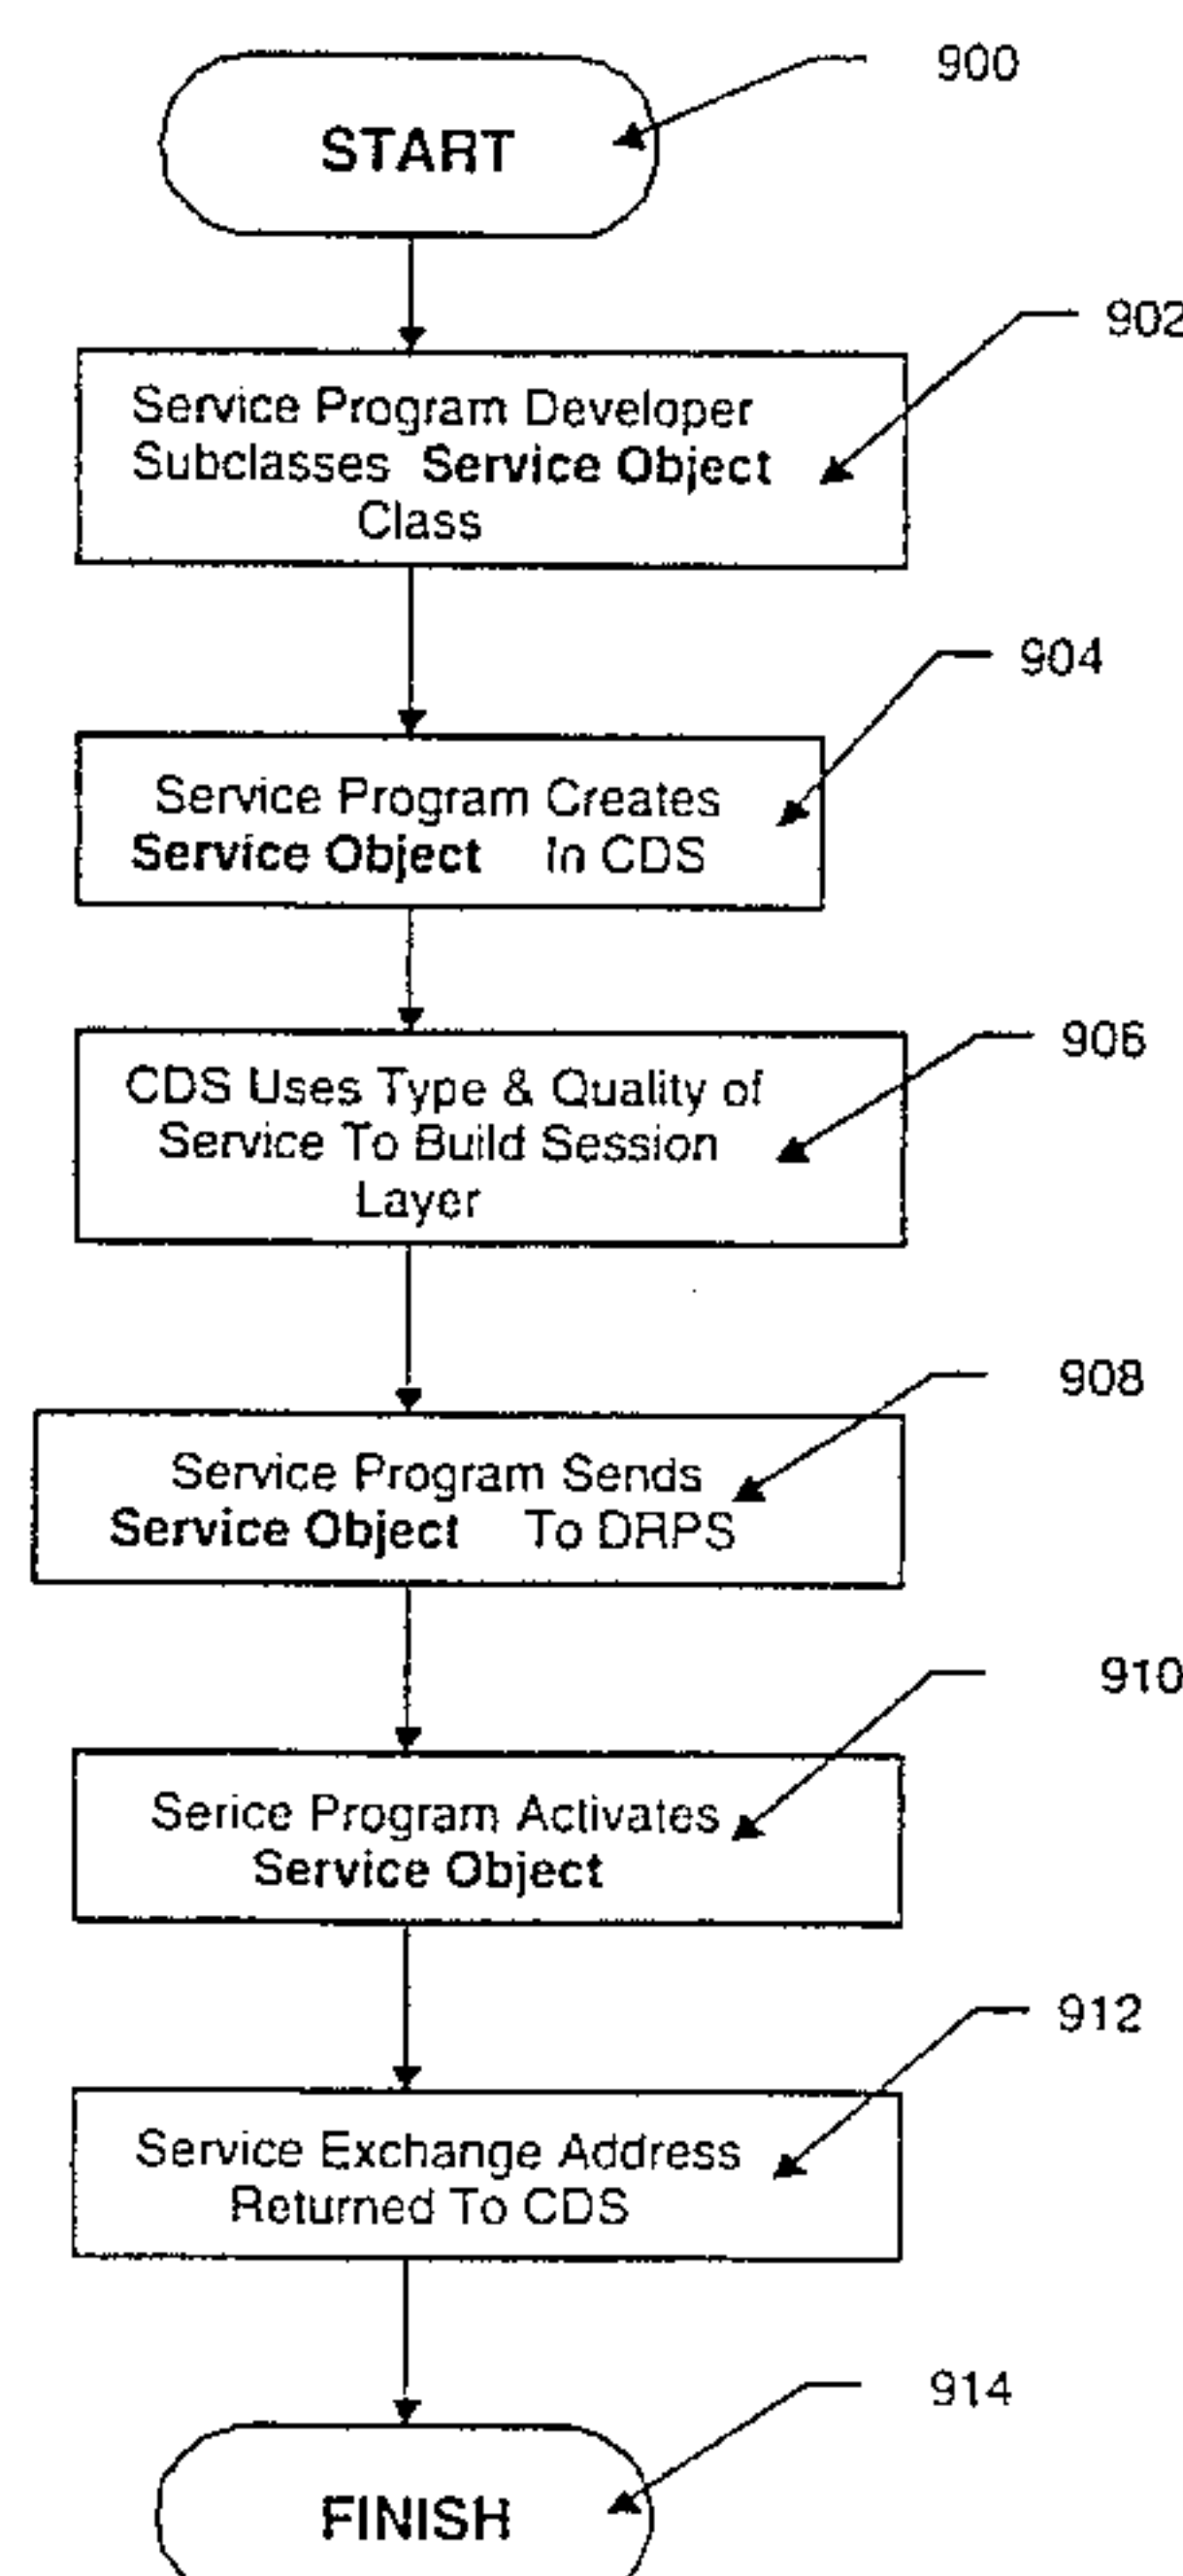 START
900
902
Service Program Developer
Subclasses Service Object
Class
904
Service Program Creates
Service Object In CDS
906
CDS Uses Type & Quality of
Service To Build Session
Layer
908
Service Program Sends
Service Object To DRPS
910
Serice Program Activates
Service Object
912
Service Exchange Address
Returned To CDS
914
FINISH